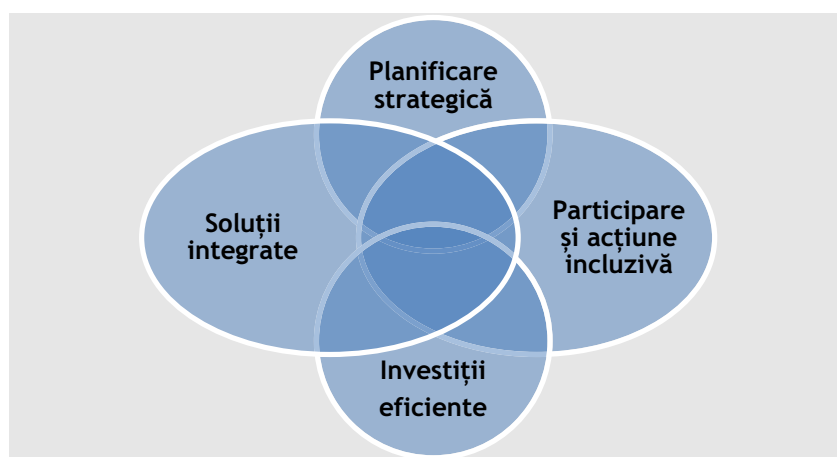 Planificare
strategică
Soluții
integrate
Participare
și acțiune
incluzivă
Investiții
eficiente